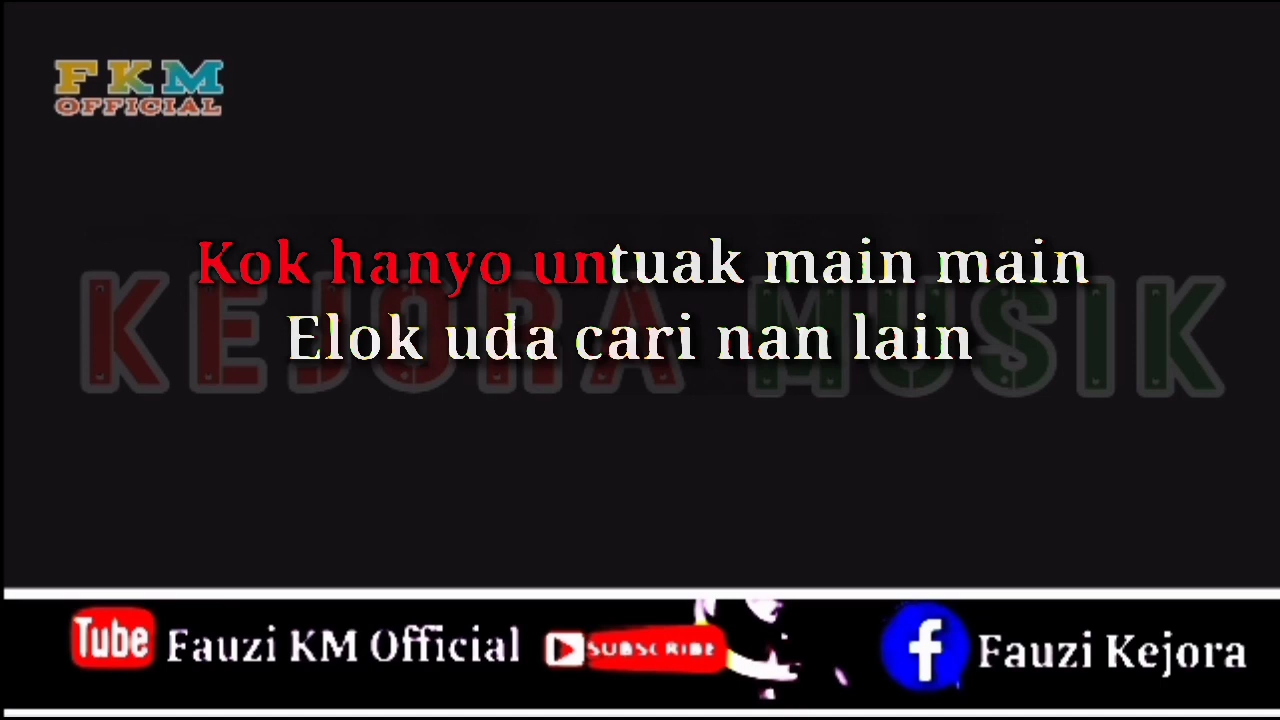 FKM
OFFICIAL
Kok hanyo untuak main main
KEJORA MUSIK
Elok uda cari nan lain
Tube Fauzi KM Official SUBSCRIBE f Fauzi Kejora